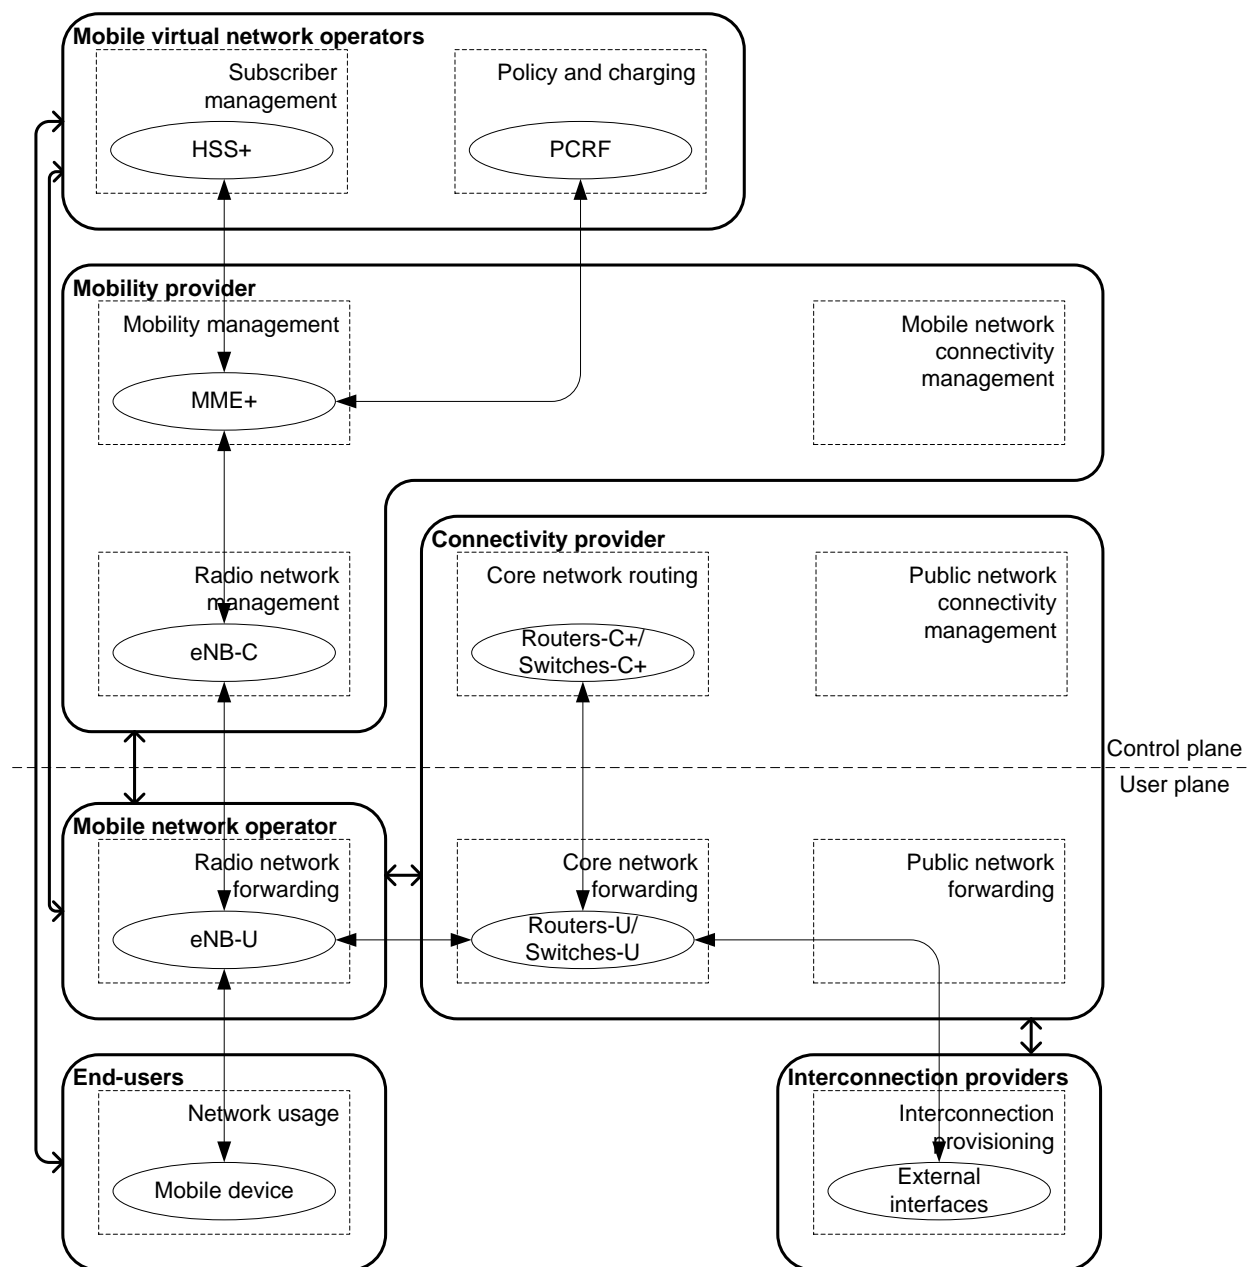 Mobile virtual network operators
Subscriber
management
HSS+
Policy and charging
PCRF
Mobility provider
Mobility management
MME+
Mobile network
connectivity
management
Radio network
management
eNB-C
Connectivity provider
Core network routing
Routers-C+/
Switches-C+
Public network
connectivity
management
Control plane
User plane
Mobile network operator
Radio network
forwarding
eNB-U
Core network
forwarding
Routers-U/
Switches-U
Public network
forwarding
End-users
Network usage
Mobile device
Interconnection providers
Interconnection
provisioning
External
interfaces